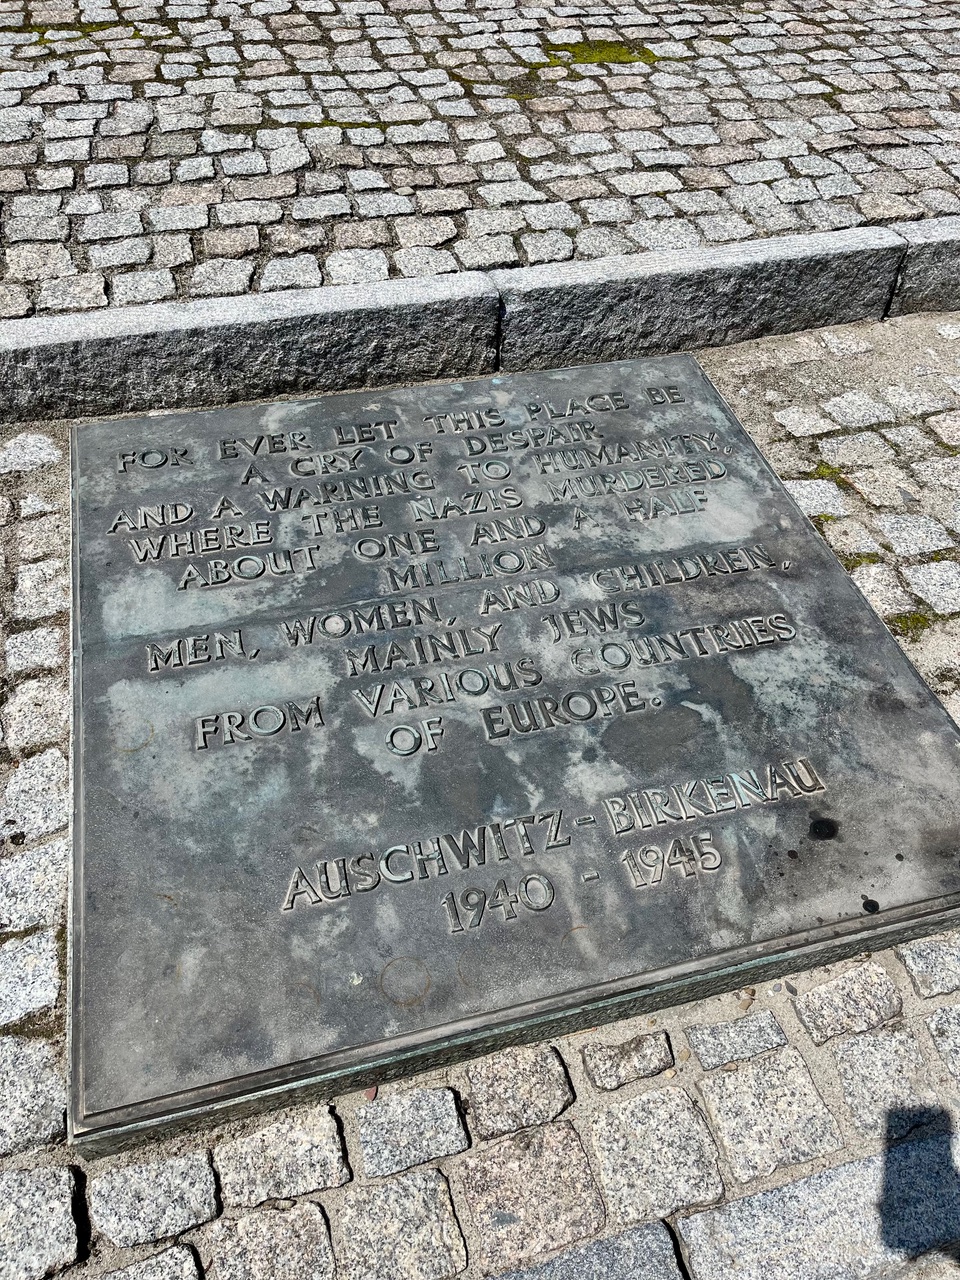 FOR EVER LET THIS PLACE BE
A CRY OF DESPAIR
AND A WARNING TO HUMANITY,
WHERE THE NAZIS MURDERED
ABOUT ONE AND A HALF
MILLION
MEN, WOMEN, AND CHILDREN,
MAINLY JEWS
FROM VARIOUS COUNTRIES
OF EUROPE.
AUSCHWITZ-BIRKENAU
1940 - 1945